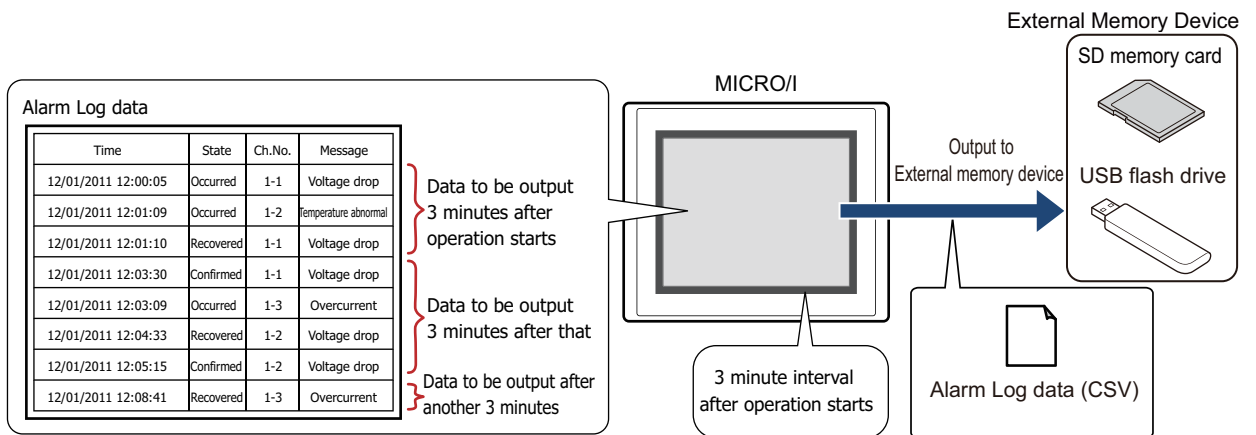 External Memory Device
SD memory card
USB flash drive
MICRO/I
Output to
External memory device
Alarm Log data
Time State Ch.No. Message
12/01/2011 12:00:05 Occurred 1-1 Voltage drop
12/01/2011 12:01:09 Occurred 1-2 Temperature abnormal
12/01/2011 12:01:10 Recovered 1-1 Voltage drop
12/01/2011 12:03:30 Confirmed 1-1 Voltage drop
12/01/2011 12:03:09 Occurred 1-3 Overcurrent
12/01/2011 12:04:33 Recovered 1-2 Voltage drop
12/01/2011 12:05:15 Confirmed 1-2 Voltage drop
12/01/2011 12:08:41 Recovered 1-3 Overcurrent
Data to be output
3 minutes after
operation starts
Data to be output
3 minutes after that
Data to be output after
another 3 minutes
3 minute interval
after operation starts
Alarm Log data (CSV)